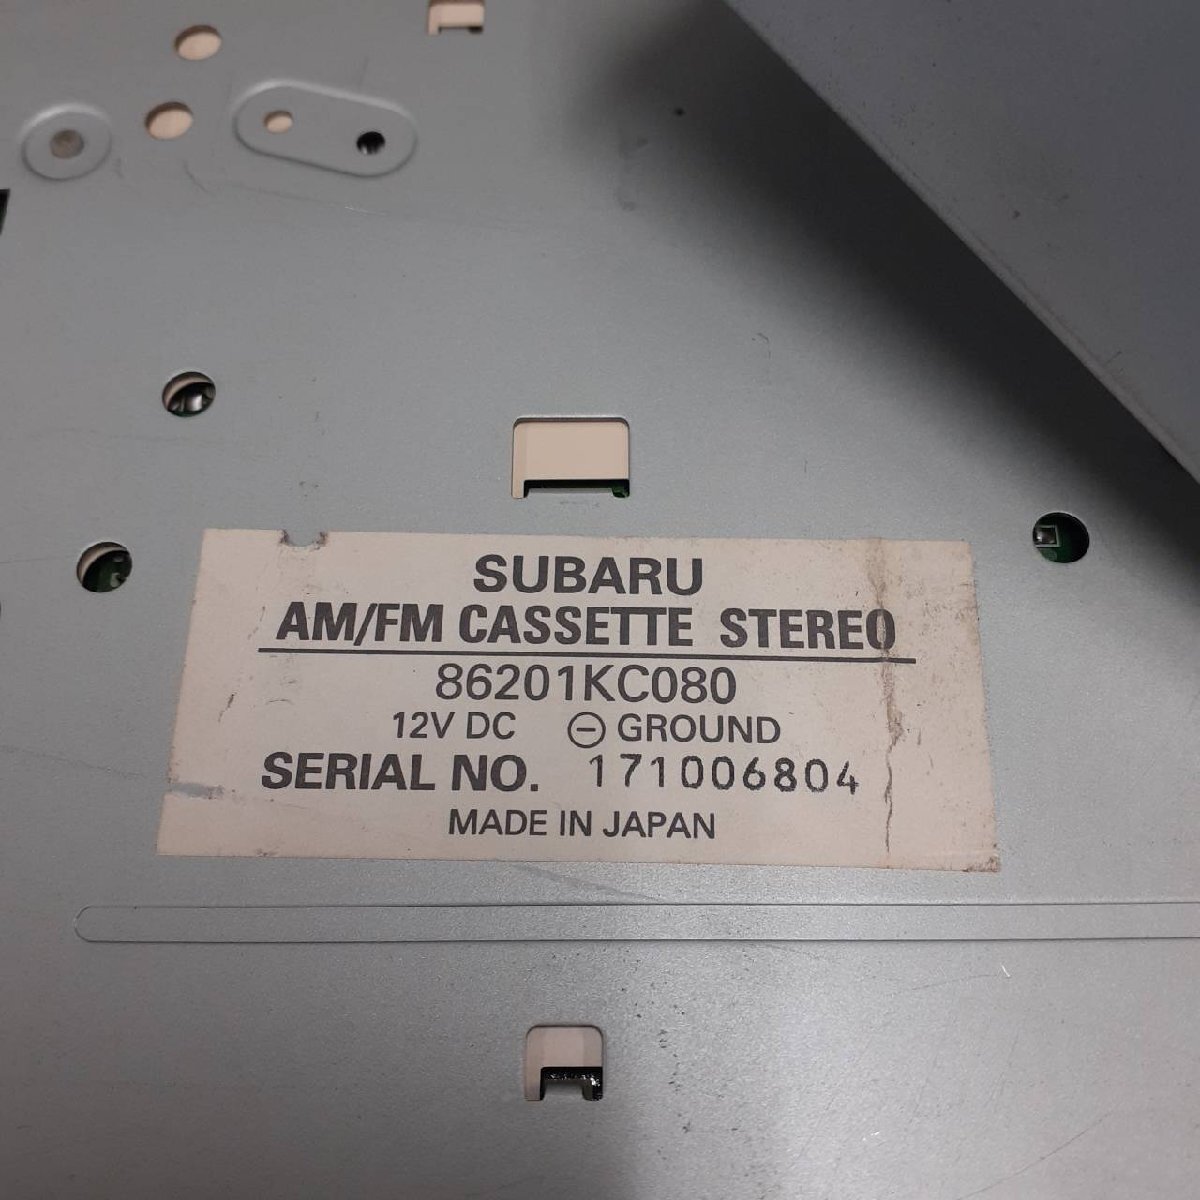 SUBARU
AM/FM CASSETTE STEREO
86201KC080
12V DC ⊖ GROUND
SERIAL NO. 171006804
MADE IN JAPAN